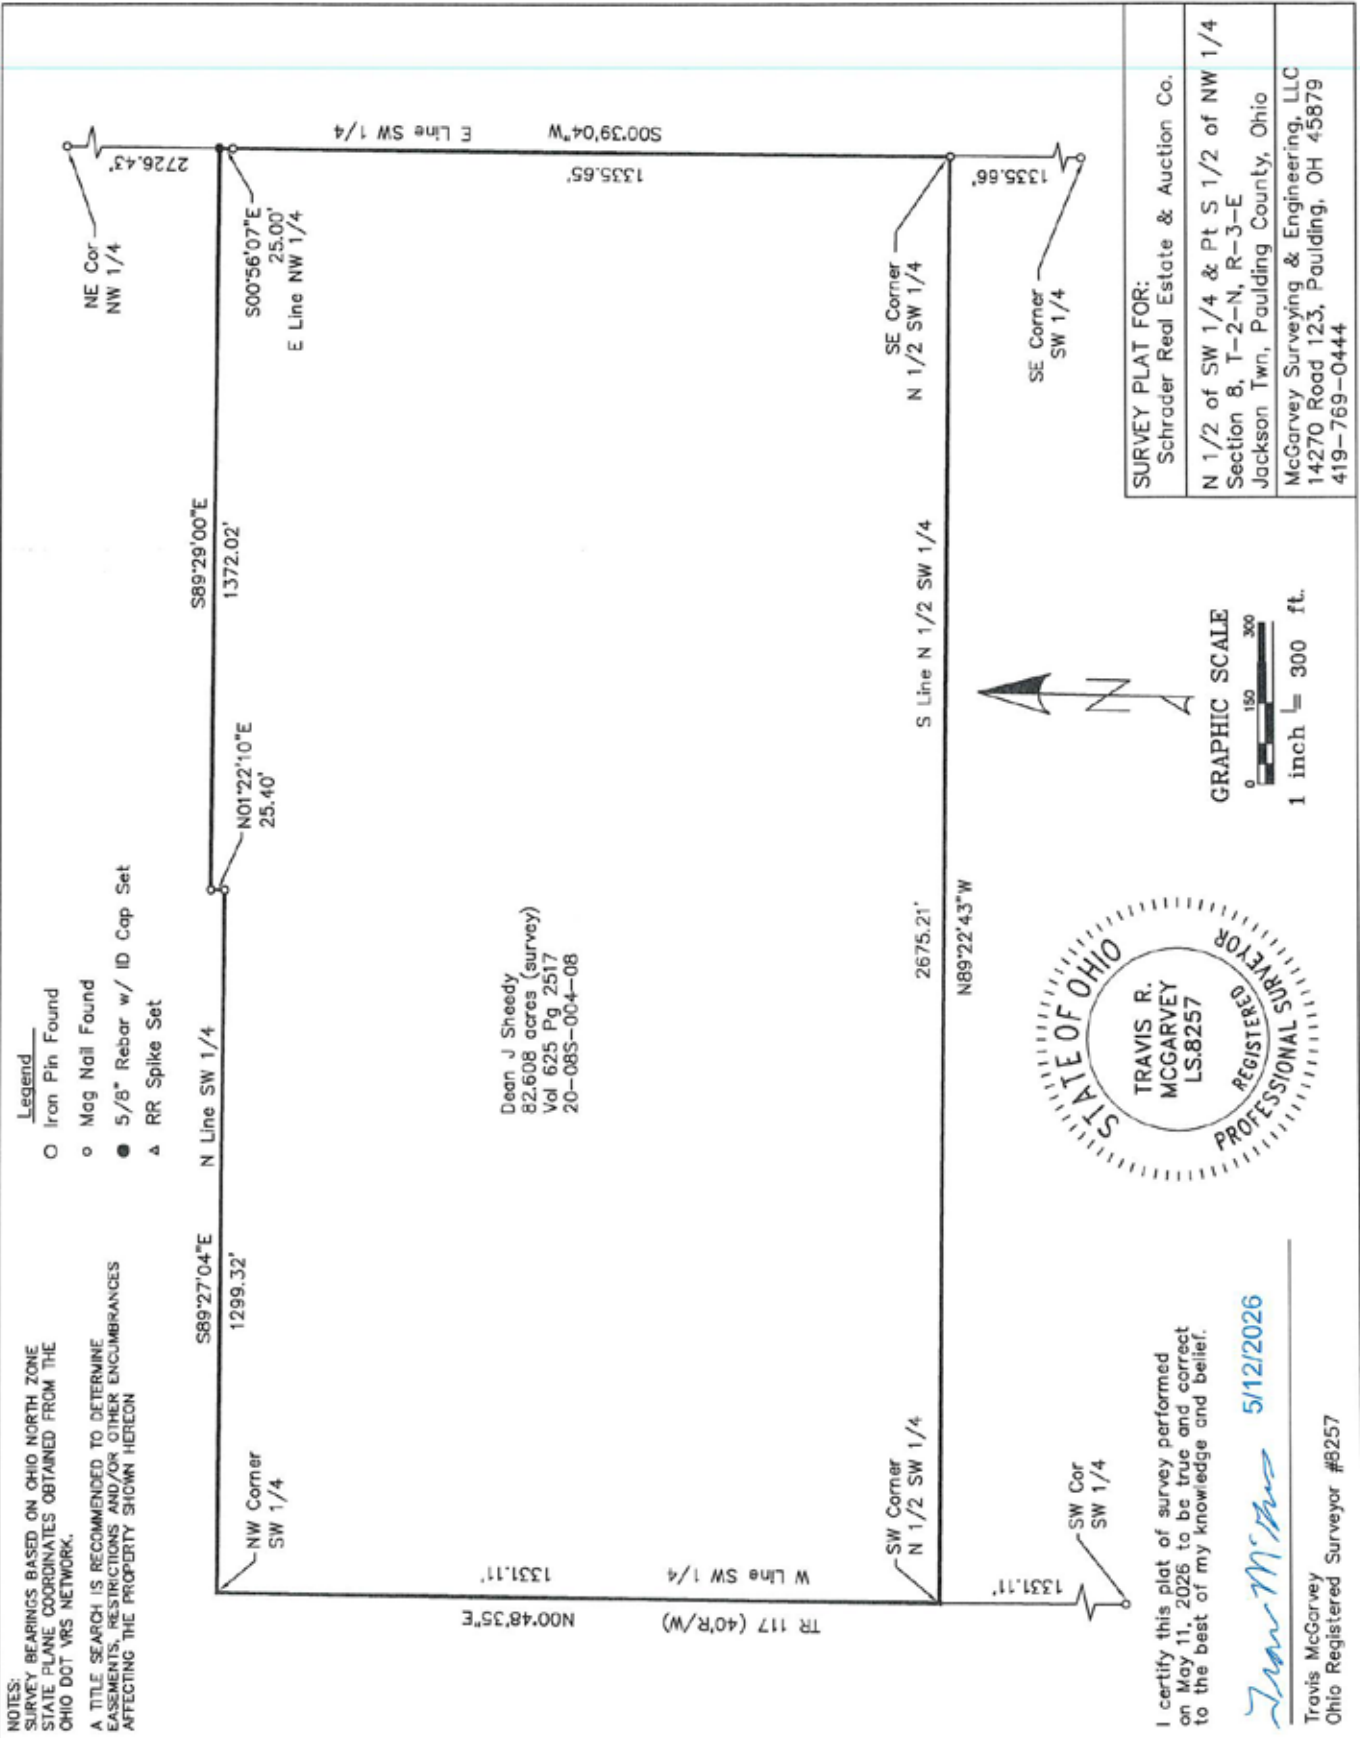 NOTES:
SURVEY BEARINGS BASED ON OHIO NORTH ZONE
STATE PLANE COORDINATES OBTAINED FROM THE
OHIO DOT VRS NETWORK.
A TITLE SEARCH IS RECOMMENDED TO DETERMINE
EASEMENTS, RESTRICTIONS AND/OR OTHER ENCUMBRANCES
AFFECTING THE PROPERTY SHOWN HEREON
Legend
Iron Pin Found
Mag Nail Found
5/8" Rebar w/ ID Cap Set
RR Spike Set
NE Cor
NW 1/4
2726.43'
S89°27'04"E
N Line SW 1/4
1299.32'
N01°22'10"E
25.40'
S89°29'00"E
1372.02'
S00°56'07"E
25.00'
E Line NW 1/4
NW Corner
SW 1/4
N00°48'35"E
1331.11'
TR 117 (40'R/W)
W Line SW 1/4
E Line SW 1/4
S00°39'04"W
1335.65'
Dean J Sheedy
82.608 acres (survey)
Vol 625 Pg 2517
20-08S-004-08
SW Corner
N 1/2 SW 1/4
2675.21'
S Line N 1/2 SW 1/4
N89°22'43"W
SE Corner
N 1/2 SW 1/4
1331.11'
SW Cor
SW 1/4
1335.66'
SE Corner
SW 1/4
N
I certify this plat of survey performed
on May 11, 2026 to be true and correct
to the best of my knowledge and belief.
5/12/2026
Travis McGarvey
Ohio Registered Surveyor #8257
STATE OF OHIO
TRAVIS R.
MCGARVEY
LS.8257
REGISTERED
PROFESSIONAL SURVEYOR
GRAPHIC SCALE
0 150 300
1 inch = 300 ft.
SURVEY PLAT FOR:
Schrader Real Estate & Auction Co.
N 1/2 of SW 1/4 & Pt S 1/2 of NW 1/4
Section 8, T-2-N, R-3-E
Jackson Twn, Paulding County, Ohio
McGarvey Surveying & Engineering, LLC
14270 Road 123, Paulding, OH 45879
419-769-0444